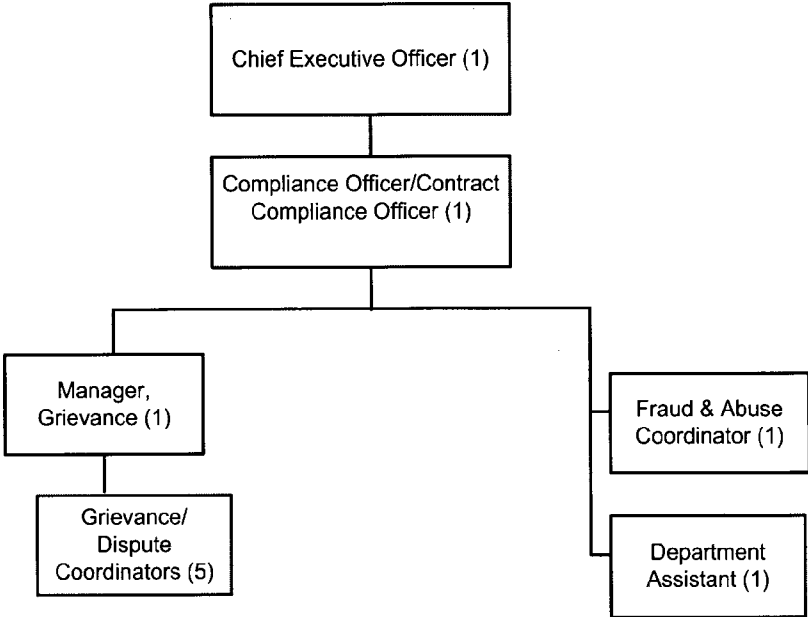 Chief Executive Officer (1)
Compliance Officer/Contract
Compliance Officer (1)
Manager,
Grievance (1)
Grievance/
Dispute
Coordinators (5)
Fraud & Abuse
Coordinator (1)
Department
Assistant (1)